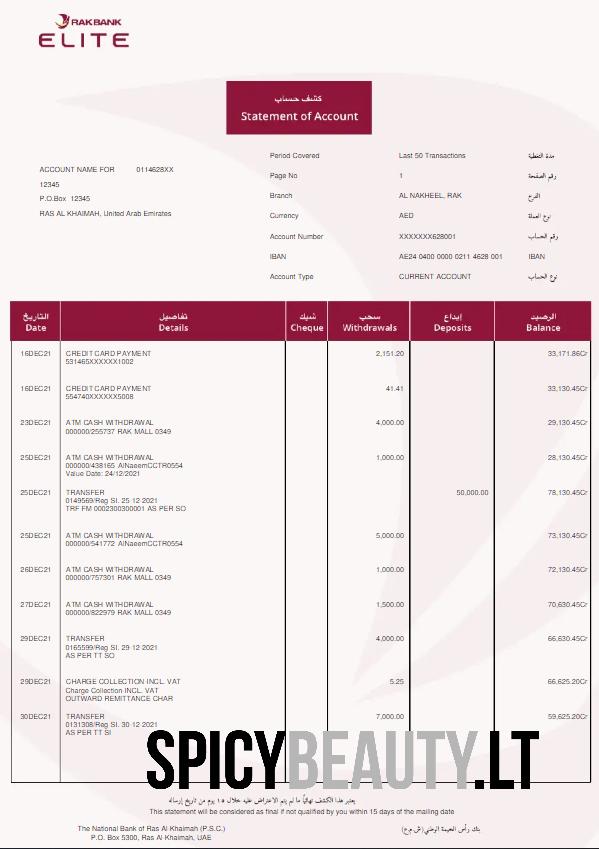 RAKBANK
ELITE
كشف حساب
Statement of Account
Period Covered Last 50 Transactions مدة التغطية
ACCOUNT NAME FOR 0114628XX
Page No 1 رقم الصفحة
12345
P.O.Box 12345
Branch AL NAKHEEL, RAK الفرع
RAS AL KHAIMAH, United Arab Emirates
Currency AED نوع العملة
Account Number XXXXXXX628001 رقم الحساب
IBAN AE24 0400 0000 0211 4628 001 IBAN
Account Type CURRENT ACCOUNT نوع الحساب
التاريخ تفاصيل شيك سحب إيداع الرصيد
Date Details Cheque Withdrawals Deposits Balance
16DEC21 CREDIT CARD PAYMENT 2,151.20 33,171.86Cr
531465XXXXXX1002
16DEC21 CREDIT CARD PAYMENT 41.41 33,130.45Cr
554740XXXXXX5008
23DEC21 ATM CASH WITHDRAWAL 4,000.00 29,130.45Cr
000000/255737 RAK MALL 0349
25DEC21 ATM CASH WITHDRAWAL 1,000.00 28,130.45Cr
000000/438165 AlNaeemCCTR0554
Value Date: 24/12/2021
25DEC21 TRANSFER 50,000.00 78,130.45Cr
0149569/Reg SI. 25-12-2021
TRF FM 0002300300001 AS PER SO
25DEC21 ATM CASH WITHDRAWAL 5,000.00 73,130.45Cr
000000/541772 AlNaeemCCTR0554
26DEC21 ATM CASH WITHDRAWAL 1,000.00 72,130.45Cr
000000/757301 RAK MALL 0349
27DEC21 ATM CASH WITHDRAWAL 1,500.00 70,630.45Cr
000000/822979 RAK MALL 0349
29DEC21 TRANSFER 4,000.00 66,630.45Cr
0165599/Reg SI. 29-12-2021
AS PER TT SO
29DEC21 CHARGE COLLECTION-INCL. VAT 5.25 66,625.20Cr
Charge Collection-INCL. VAT
OUTWARD REMITTANCE CHAR
30DEC21 TRANSFER 7,000.00 59,625.20Cr
0131308/Reg SI. 30-12-2021
AS PER TT SI
SPICYBEAUTY.LT
يعتبر هذا الكشف نهائياً ما لم يتم الاعتراض عليه خلال ١٥ يوم من تاريخ إرساله
This statement will be considered as final if not qualified by you within 15 days of the mailing date
The National Bank of Ras Al-Khaimah (P.S.C.) بنك رأس الخيمة الوطني (ش.م.ع)
P.O. Box 5300, Ras Al-Khaimah, UAE